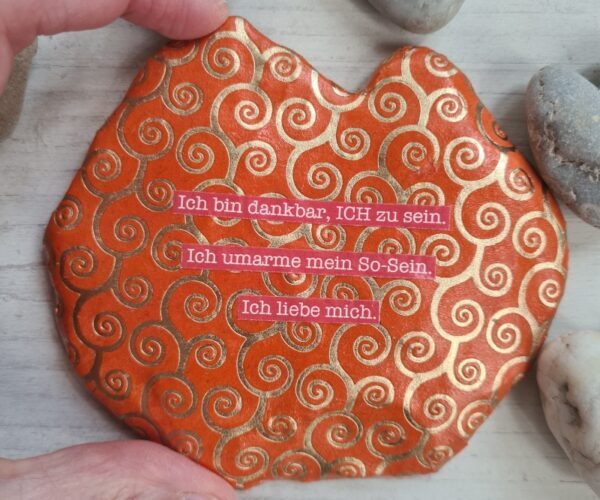 Ich bin dankbar, ICH zu sein.
Ich umarme mein So-Sein.
Ich liebe mich.